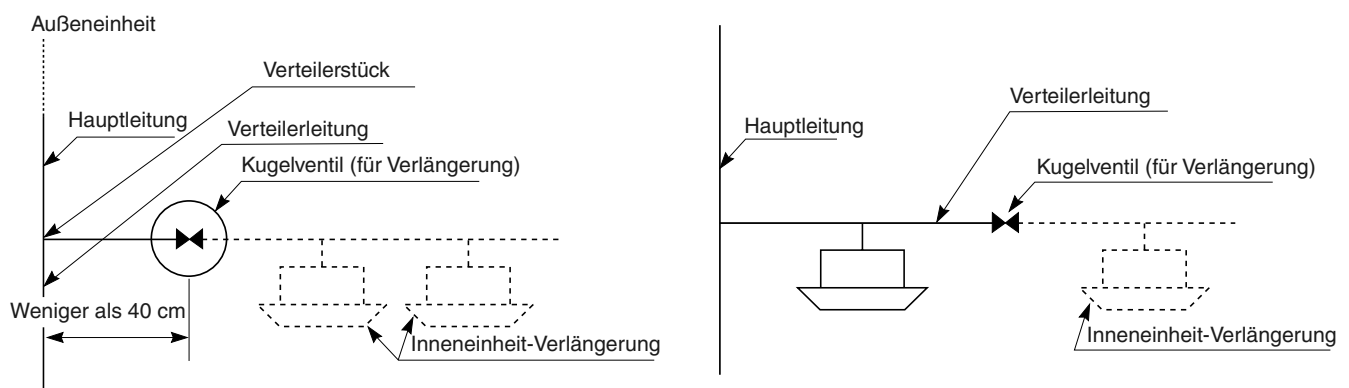 Außeneinheit
Verteilerstück
Hauptleitung
Verteilerleitung
Kugelventil (für Verlängerung)
Weniger als 40 cm
Inneneinheit-Verlängerung
Verteilerleitung
Hauptleitung
Kugelventil (für Verlängerung)
Inneneinheit-Verlängerung